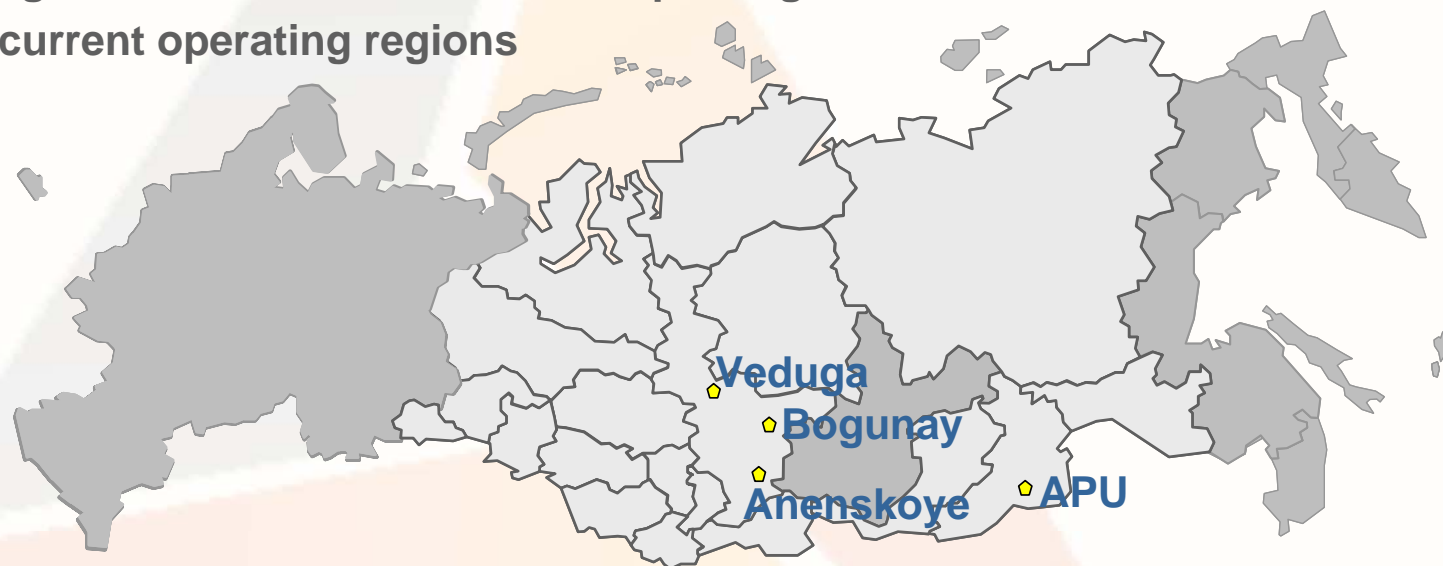 current operating regions
Veduga
Bogunay
Anenskoye
APU